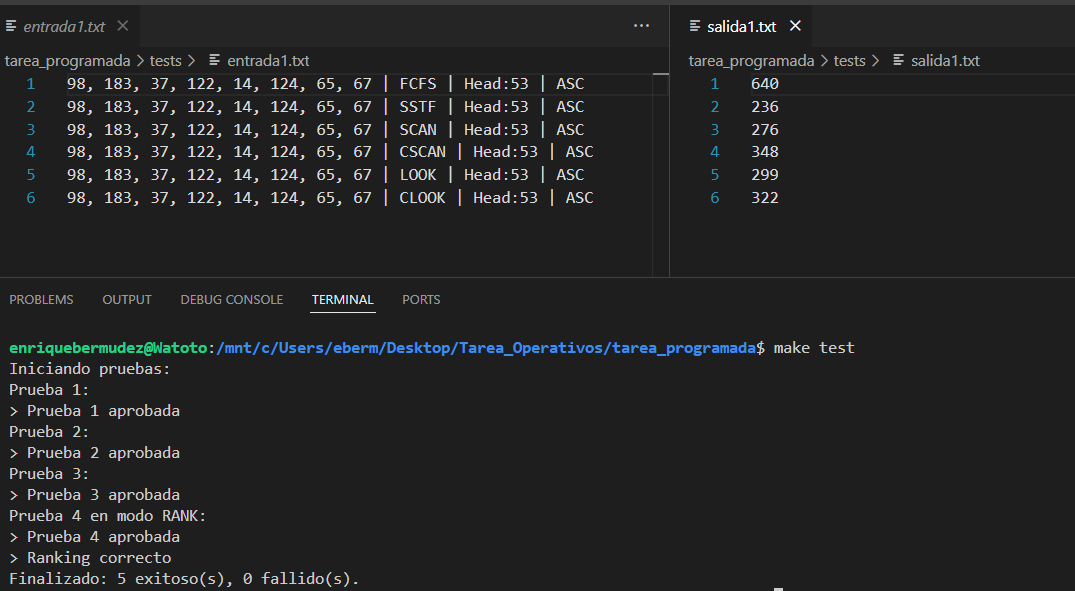 entrada1.txt
tarea_programada > tests > entrada1.txt
1 98, 183, 37, 122, 14, 124, 65, 67 | FCFS | Head:53 | ASC
2 98, 183, 37, 122, 14, 124, 65, 67 | SSTF | Head:53 | ASC
3 98, 183, 37, 122, 14, 124, 65, 67 | SCAN | Head:53 | ASC
4 98, 183, 37, 122, 14, 124, 65, 67 | CSCAN | Head:53 | ASC
5 98, 183, 37, 122, 14, 124, 65, 67 | LOOK | Head:53 | ASC
6 98, 183, 37, 122, 14, 124, 65, 67 | CLOOK | Head:53 | ASC
salida1.txt
tarea_programada > tests > salida1.txt
1 640
2 236
3 276
4 348
5 299
6 322
PROBLEMS OUTPUT DEBUG CONSOLE TERMINAL PORTS
enriquebermudez@Watoto:/mnt/c/Users/eberm/Desktop/Tarea_Operativos/tarea_programada$ make test
Iniciando pruebas:
Prueba 1:
> Prueba 1 aprobada
Prueba 2:
> Prueba 2 aprobada
Prueba 3:
> Prueba 3 aprobada
Prueba 4 en modo RANK:
> Prueba 4 aprobada
> Ranking correcto
Finalizado: 5 exitoso(s), 0 fallido(s).